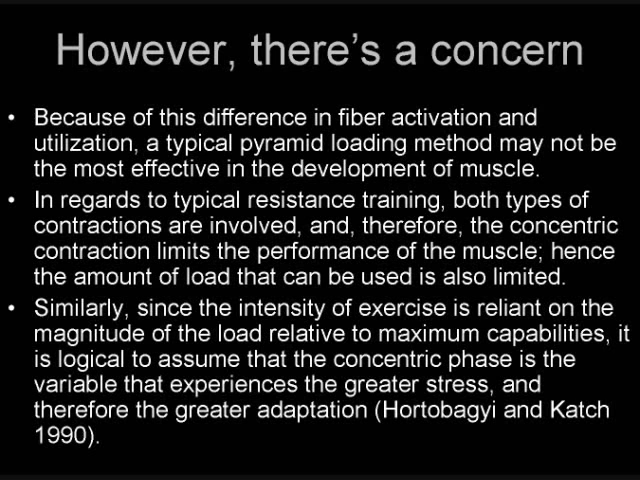 However, there's a concern
• Because of this difference in fiber activation and
utilization, a typical pyramid loading method may not be
the most effective in the development of muscle.
• In regards to typical resistance training, both types of
contractions are involved, and, therefore, the concentric
contraction limits the performance of the muscle; hence
the amount of load that can be used is also limited.
• Similarly, since the intensity of exercise is reliant on the
magnitude of the load relative to maximum capabilities, it
is logical to assume that the concentric phase is the
variable that experiences the greater stress, and
therefore the greater adaptation (Hortobagyi and Katch
1990).